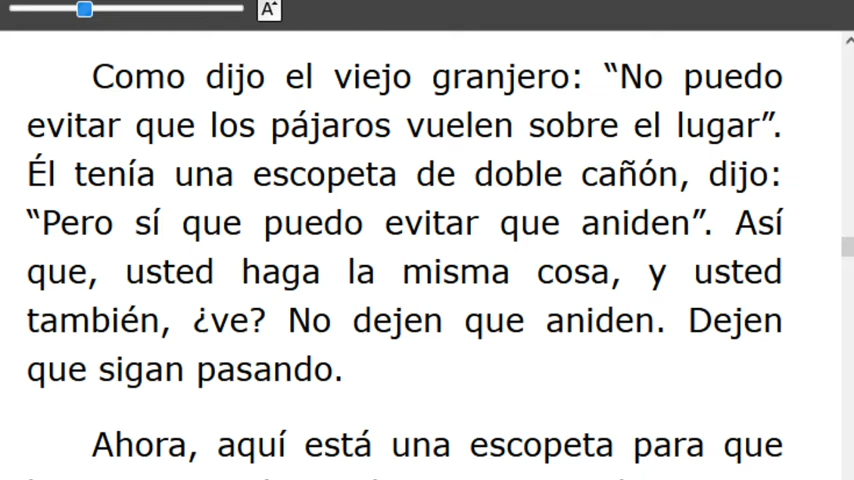 A
Como dijo el viejo granjero: “No puedo
evitar que los pájaros vuelen sobre el lugar”.
Él tenía una escopeta de doble cañón, dijo:
“Pero sí que puedo evitar que aniden”. Así
que, usted haga la misma cosa, y usted
también, ¿ve? No dejen que aniden. Dejen
que sigan pasando.
Ahora, aquí está una escopeta para que